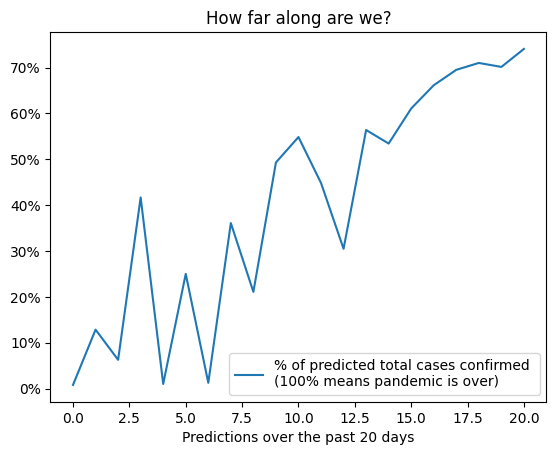 How far along are we?
70%
60%
50%
40%
30%
20%
10%
0%
% of predicted total cases confirmed
(100% means pandemic is over)
0.0 2.5 5.0 7.5 10.0 12.5 15.0 17.5 20.0
Predictions over the past 20 days